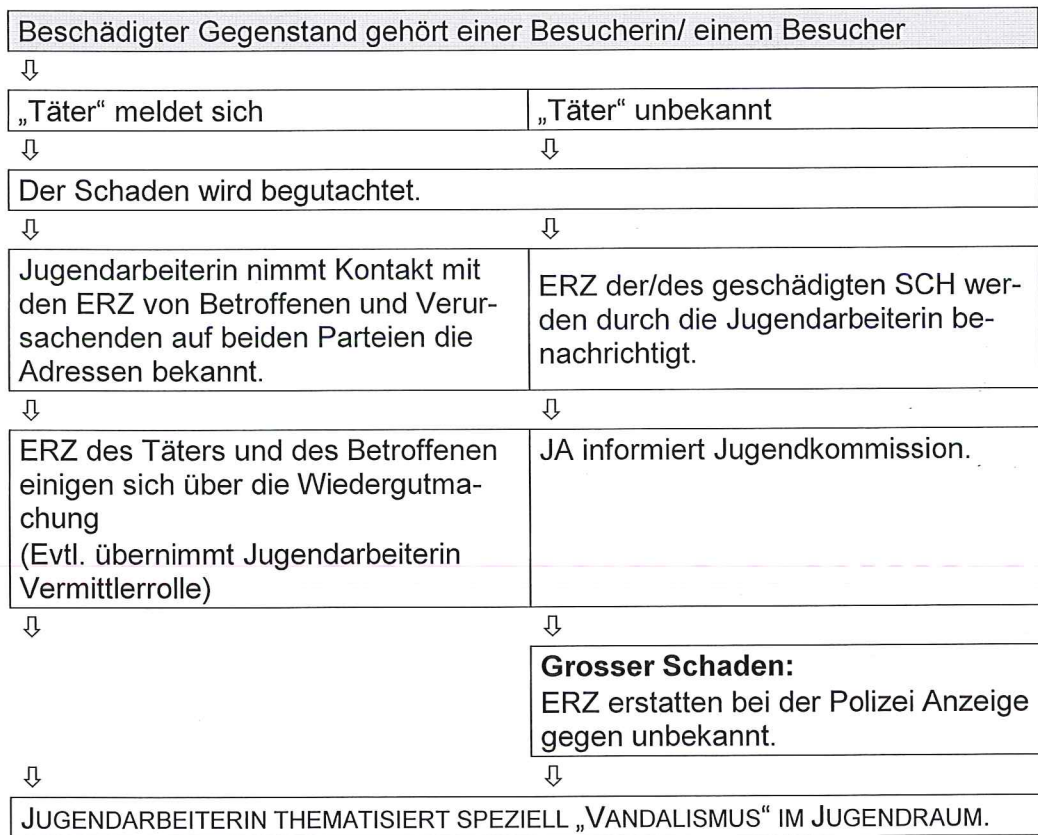 Beschädigter Gegenstand gehört einer Besucherin/ einem Besucher
⇩
„Täter“ meldet sich
„Täter“ unbekannt
⇩ ⇩
Der Schaden wird begutachtet.
⇩ ⇩
Jugendarbeiterin nimmt Kontakt mit
den ERZ von Betroffenen und Verur-
sachenden auf beiden Parteien die
Adressen bekannt.
ERZ der/des geschädigten SCH wer-
den durch die Jugendarbeiterin be-
nachrichtigt.
⇩ ⇩
ERZ des Täters und des Betroffenen
einigen sich über die Wiedergutma-
chung
(Evtl. übernimmt Jugendarbeiterin
Vermittlerrolle)
JA informiert Jugendkommission.
⇩ ⇩
Grosser Schaden:
ERZ erstatten bei der Polizei Anzeige
gegen unbekannt.
⇩ ⇩
JUGENDARBEITERIN THEMATISIERT SPEZIELL „VANDALISMUS“ IM JUGENDRAUM.